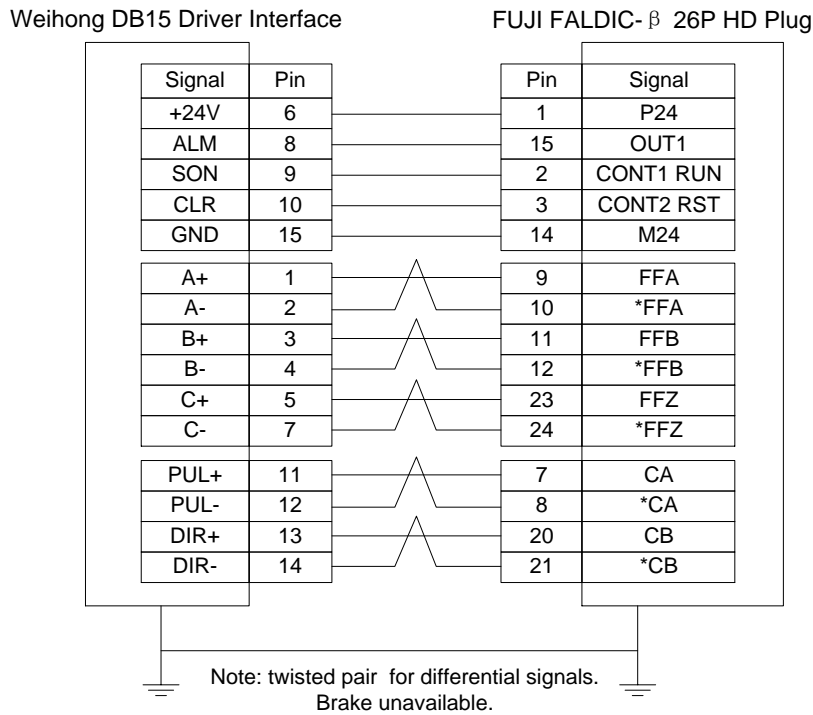 Weihong DB15 Driver Interface FUJI FALDIC-β 26P HD Plug
Signal Pin Pin Signal
+24V 6 1 P24
ALM 8 15 OUT1
SON 9 2 CONT1 RUN
CLR 10 3 CONT2 RST
GND 15 14 M24
A+ 1 9 FFA
A- 2 10 *FFA
B+ 3 11 FFB
B- 4 12 *FFB
C+ 5 23 FFZ
C- 7 24 *FFZ
PUL+ 11 7 CA
PUL- 12 8 *CA
DIR+ 13 20 CB
DIR- 14 21 *CB
Note: twisted pair for differential signals.
Brake unavailable.